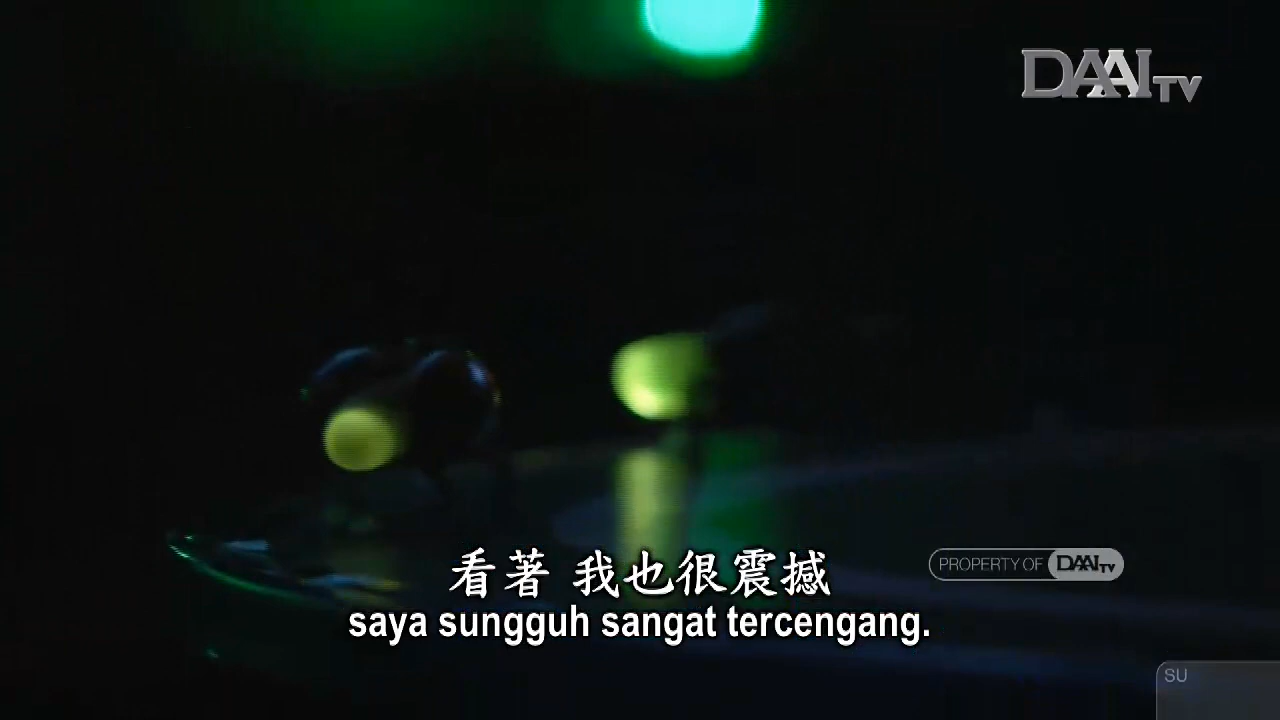 DAAI TV
看著 我也很震撼
saya sungguh sangat tercengang.
PROPERTY OF DAAI TV
SU